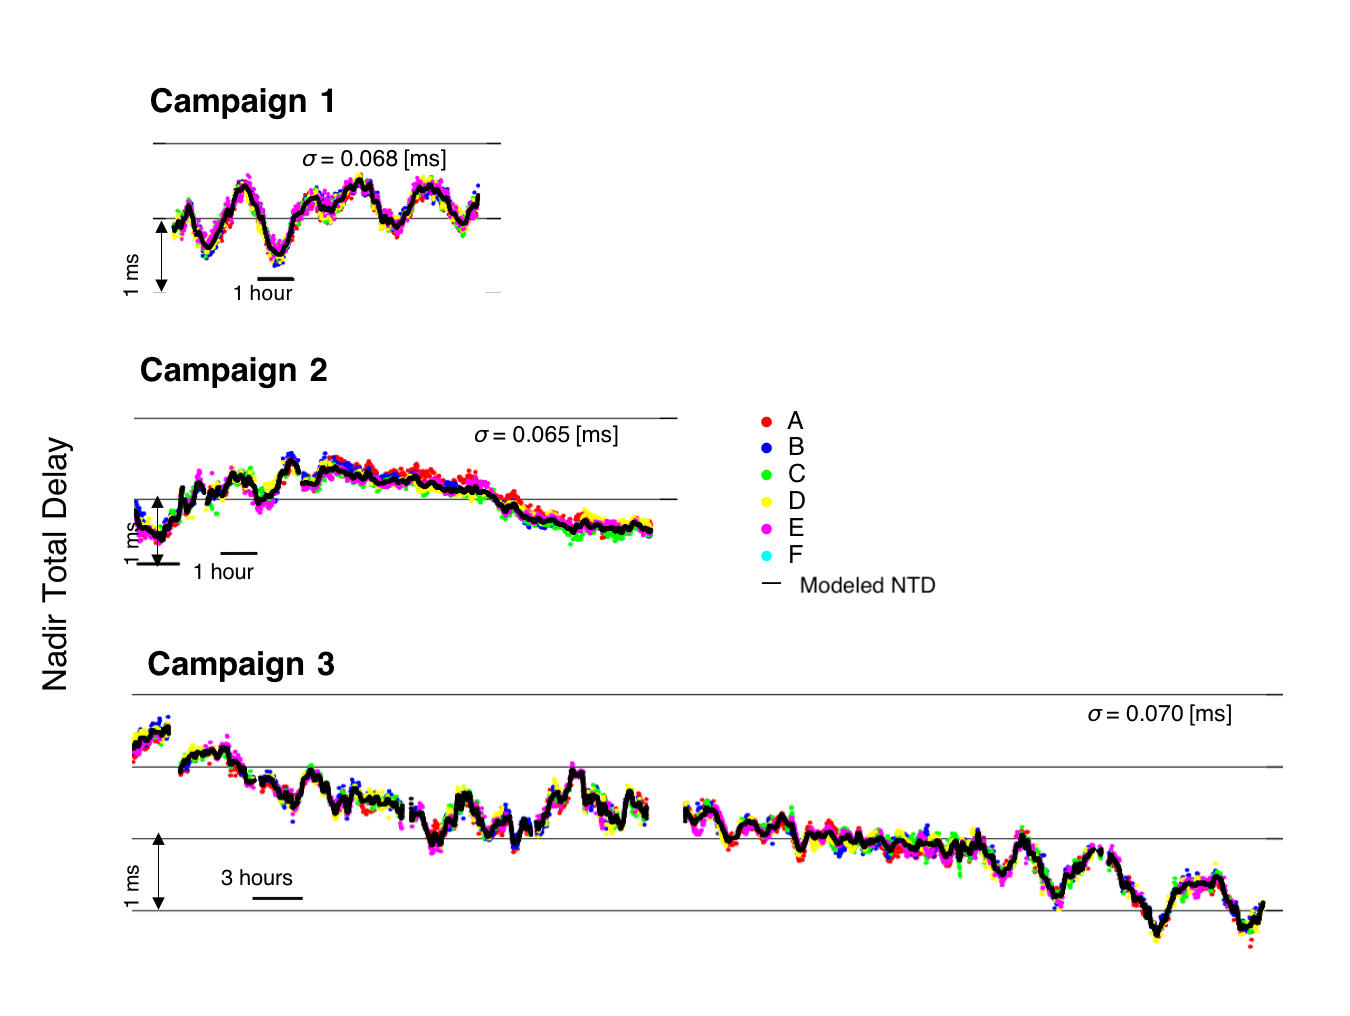 Campaign 1
σ = 0.068 [ms]
1 ms
1 hour
Campaign 2
σ = 0.065 [ms]
1 ms
1 hour
Nadir Total Delay
A
B
C
D
E
F
Modeled NTD
Campaign 3
σ = 0.070 [ms]
1 ms
3 hours